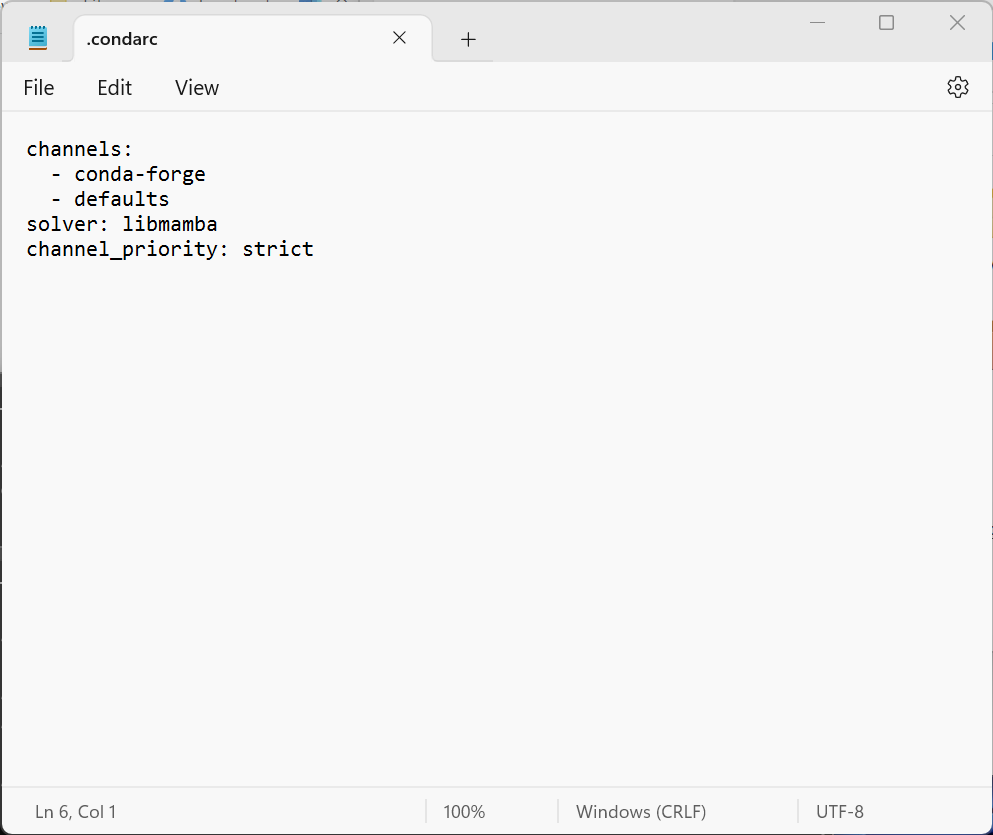 .condarc
File Edit View
channels:
  - conda-forge
  - defaults
solver: libmamba
channel_priority: strict
Ln 6, Col 1 100% Windows (CRLF) UTF-8